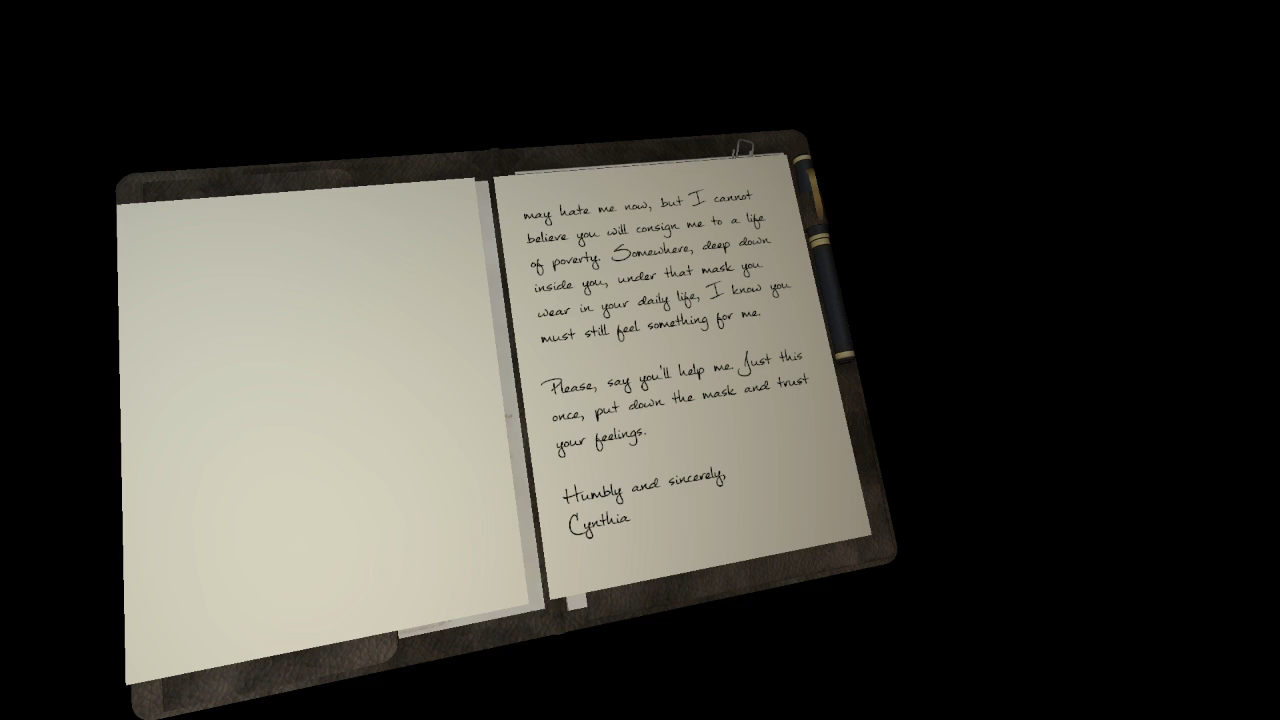 may hate me now, but I cannot
believe you will consign me to a life
of poverty. Somewhere, deep down
inside you, under that mask you
wear in your daily life, I know you
must still feel something for me.
Please, say you'll help me. Just this
once, put down the mask and trust
your feelings.
Humbly and sincerely,
Cynthia